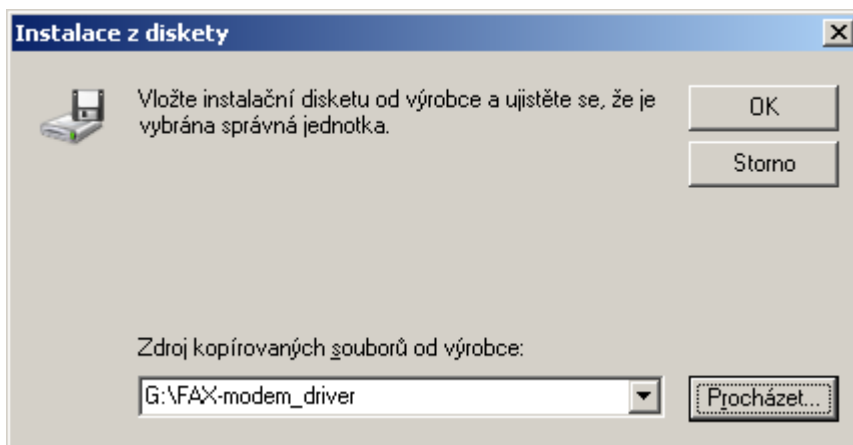 Instalace z diskety
Vložte instalační disketu od výrobce a ujistěte se, že je
vybrána správná jednotka.
OK
Storno
Zdroj kopírovaných souborů od výrobce:
G:\FAX-modem_driver
Procházet...